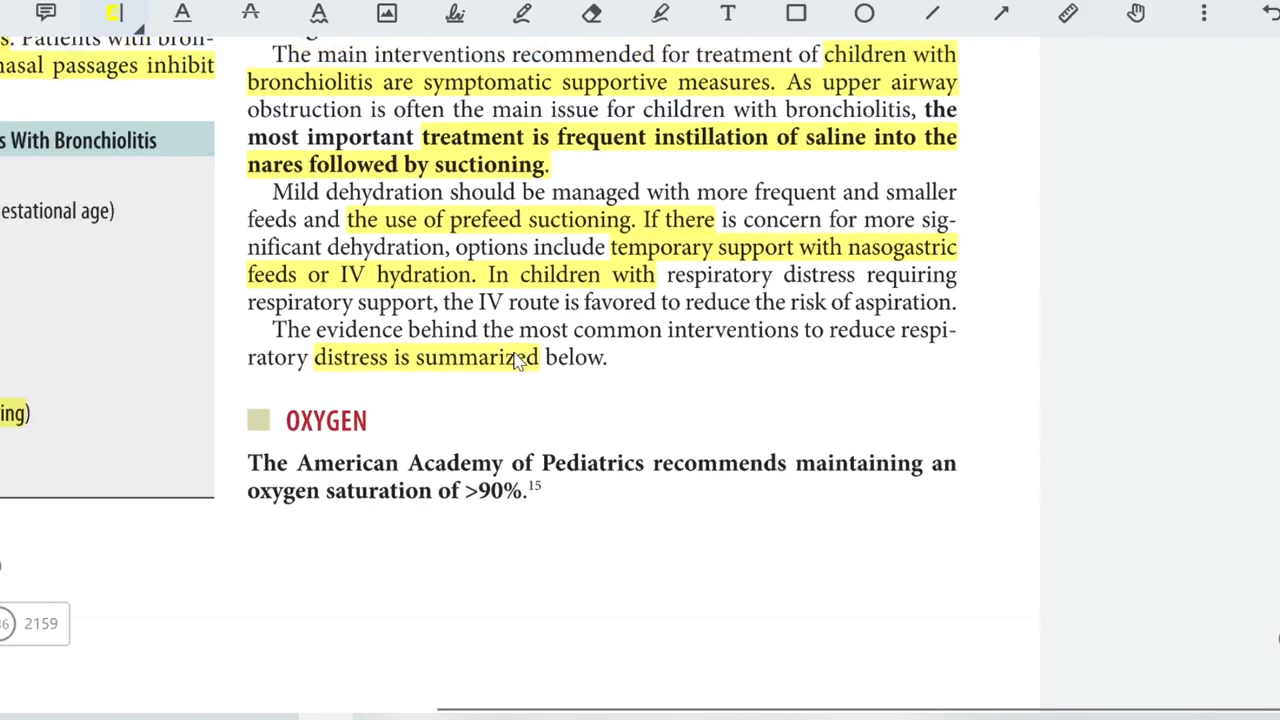 s. Patients with bron-
nasal passages inhibit
s With Bronchiolitis
estational age)
ing)
The main interventions recommended for treatment of children with
bronchiolitis are symptomatic supportive measures. As upper airway
obstruction is often the main issue for children with bronchiolitis, the
most important treatment is frequent instillation of saline into the
nares followed by suctioning.
Mild dehydration should be managed with more frequent and smaller
feeds and the use of prefeed suctioning. If there is concern for more sig-
nificant dehydration, options include temporary support with nasogastric
feeds or IV hydration. In children with respiratory distress requiring
respiratory support, the IV route is favored to reduce the risk of aspiration.
The evidence behind the most common interventions to reduce respi-
ratory distress is summarized below.
OXYGEN
The American Academy of Pediatrics recommends maintaining an
oxygen saturation of >90%.15
2159